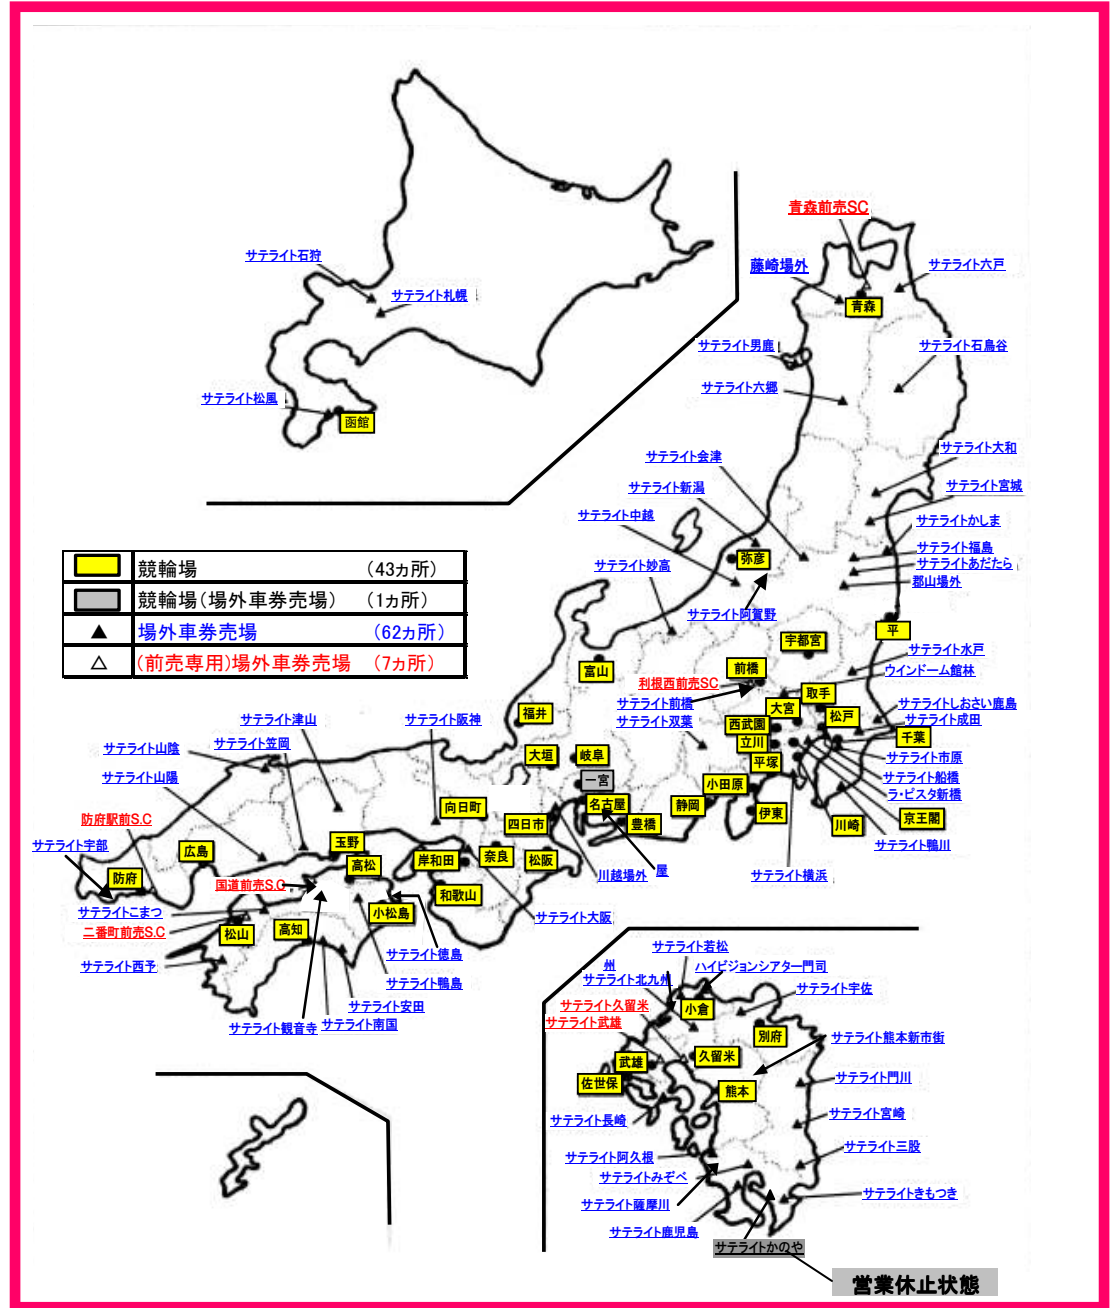 青森前売SC
藤崎場外
サテライト六戸
青森
サテライト石狩
サテライト札幌
サテライト松風
函館
サテライト男鹿
サテライト石鳥谷
サテライト六郷
サテライト大和
サテライト会津
サテライト宮城
サテライト新潟
サテライト中越
サテライトかしま
サテライト福島
サテライトあだたら
郡山場外
弥彦
サテライト妙高
サテライト阿賀野
競輪場 (43ヵ所)
競輪場(場外車券売場) (1ヵ所)
場外車券売場 (62ヵ所)
(前売専用)場外車券売場 (7ヵ所)
平
宇都宮
サテライト水戸
ウインドーム館林
富山
前橋
利根西前売SC
サテライト前橋
サテライト双葉
取手
大宮
松戸
サテライトしおさい鹿島
サテライト成田
西武園
立川
千葉
平塚
サテライト市原
サテライト船橋
ラ・ピスタ新橋
京王閣
川崎
サテライト鴨川
サテライト横浜
小田原
伊東
静岡
福井
大垣
岐阜
一宮
名古屋
豊橋
屋
四日市
川越場外
松阪
サテライト阪神
向日町
奈良
岸和田
和歌山
サテライト大阪
サテライト津山
サテライト笠岡
サテライト山陰
サテライト山陽
防府駅前S.C
サテライト宇部
広島
防府
玉野
高松
国道前売S.C
小松島
サテライトこまつ
二番町前売S.C
松山
高知
サテライト西予
サテライト徳島
サテライト鴨島
サテライト安田
サテライト南国
サテライト観音寺
サテライト若松
州
ハイビジョンシアター門司
サテライト北九州
サテライト宇佐
サテライト久留米
サテライト武雄
小倉
別府
サテライト熊本新市街
久留米
武雄
佐世保
熊本
サテライト門川
サテライト長崎
サテライト宮崎
サテライト三股
サテライト阿久根
サテライトみぞべ
サテライト薩摩川
サテライトきもつき
サテライト鹿児島
サテライトかのや
営業休止状態